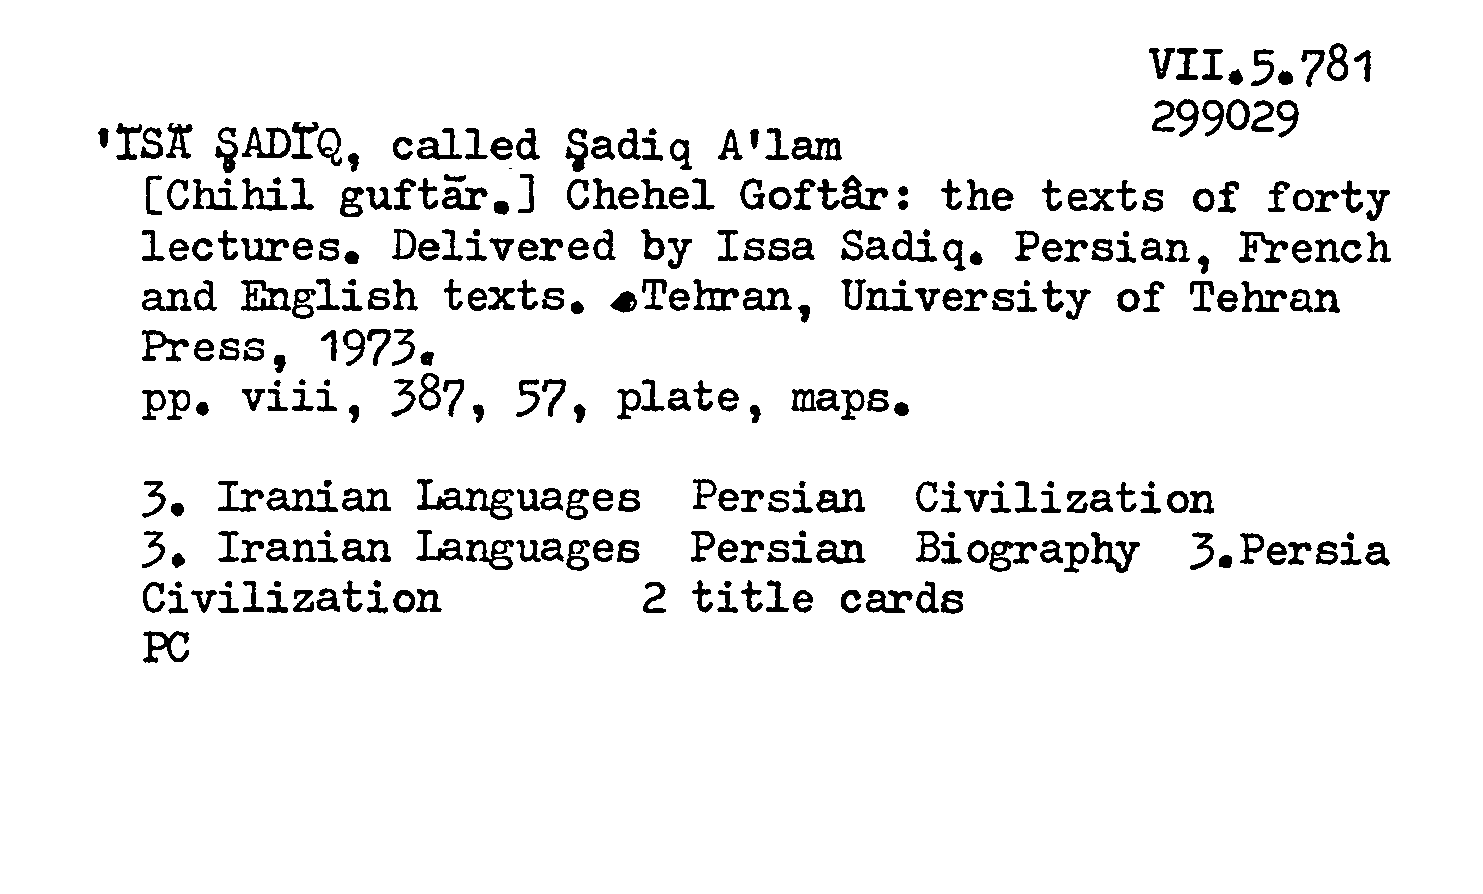 VII.5.781
299029
'ĪSĀ ṢADĪQ, called Ṣadiq A'lam
[Chihil guftār.] Chehel Goftâr: the texts of forty
lectures. Delivered by Issa Sadiq. Persian, French
and English texts. Tehran, University of Tehran
Press, 1973.
pp. viii, 387, 57, plate, maps.
3. Iranian Languages Persian Civilization
3. Iranian Languages Persian Biography 3.Persia
Civilization 2 title cards
PC